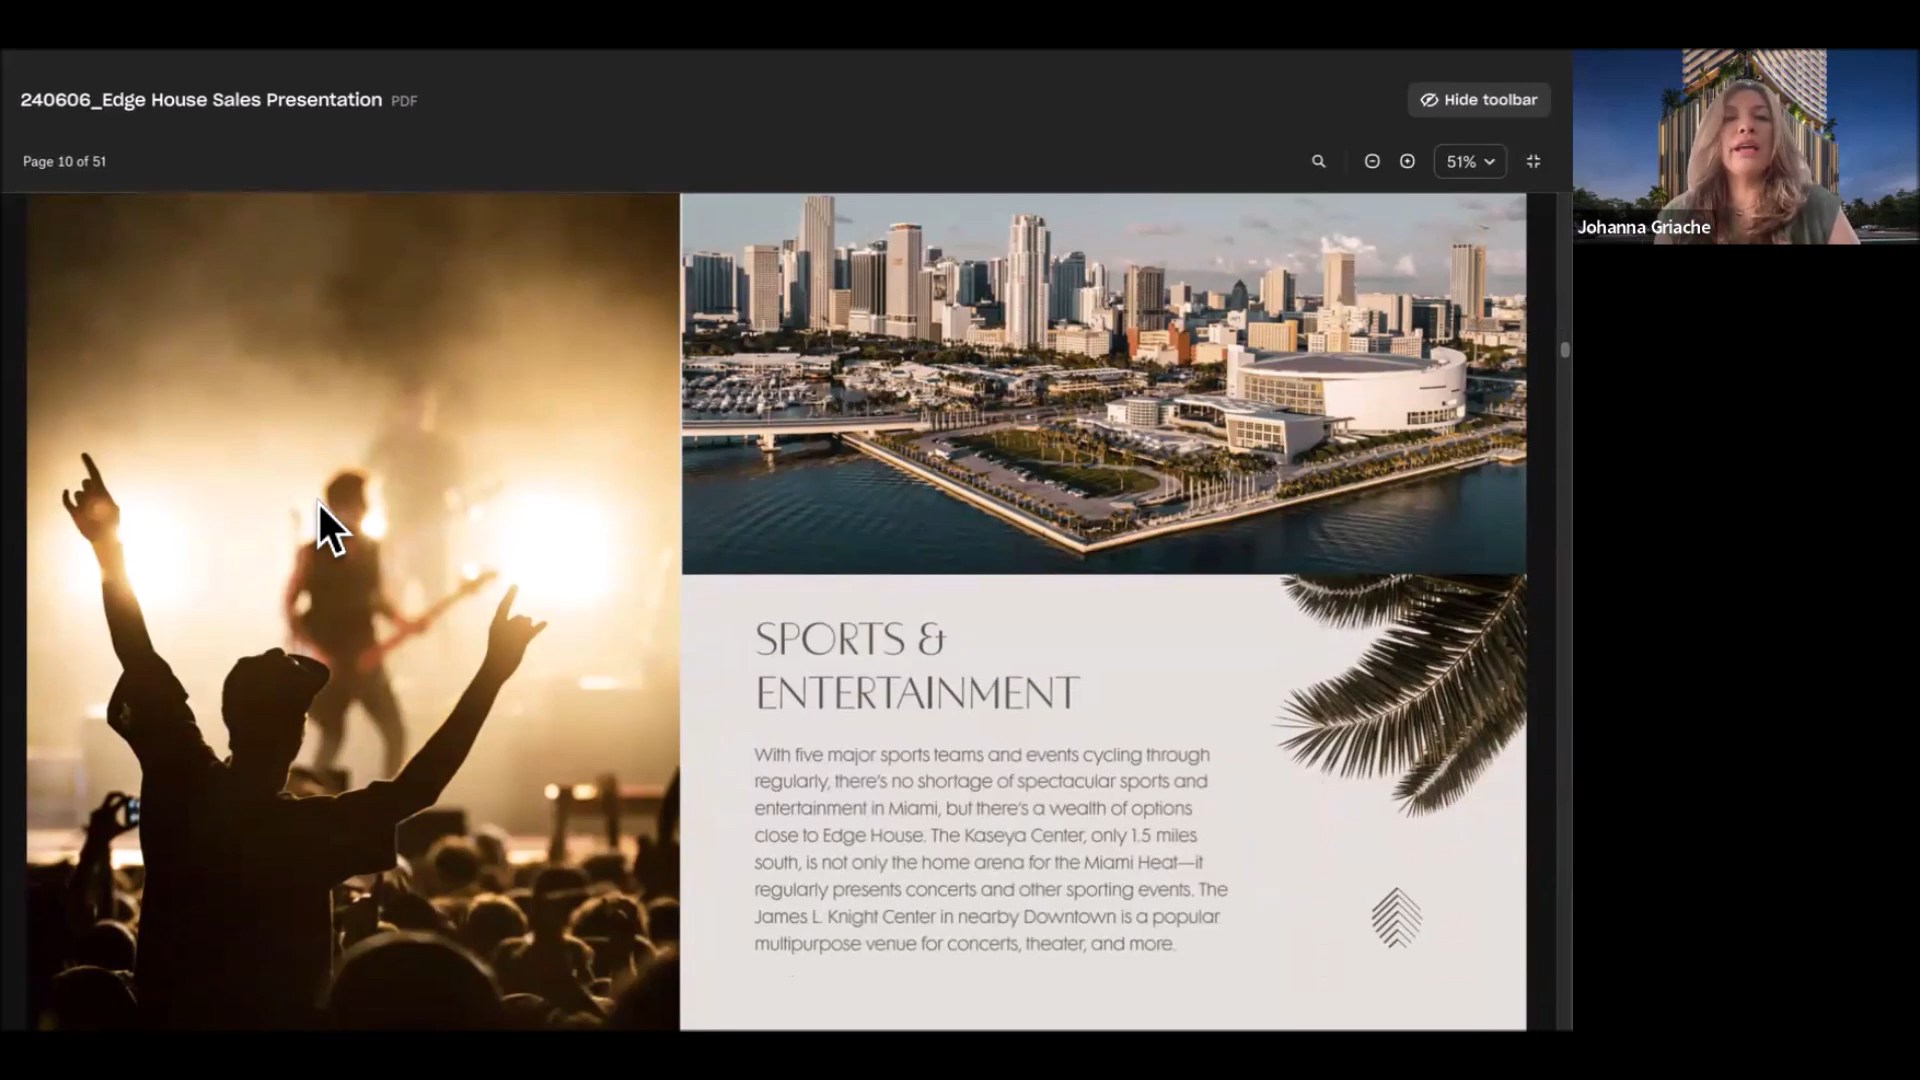 240606_Edge House Sales Presentation PDF
Hide toolbar
Page 10 of 51
51%
Johanna Griache
SPORTS &
ENTERTAINMENT
With five major sports teams and events cycling through
regularly, there's no shortage of spectacular sports and
entertainment in Miami, but there's a wealth of options
close to Edge House. The Kaseya Center, only 1.5 miles
south, is not only the home arena for the Miami Heat—it
regularly presents concerts and other sporting events. The
James L. Knight Center in nearby Downtown is a popular
multipurpose venue for concerts, theater, and more.